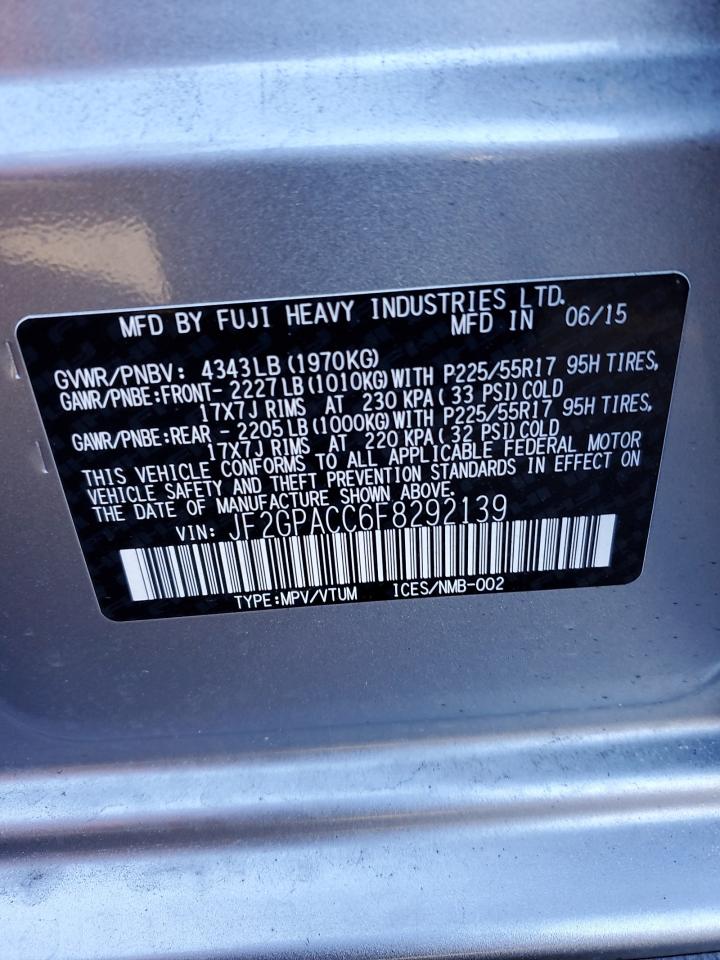 MFD BY FUJI HEAVY INDUSTRIES LTD.
MFD IN 06/15
GVWR/PNBV: 4343LB (1970KG)
GAWR/PNBE:FRONT- 2227LB (1010KG) WITH P225/55R17 95H TIRES,
17X7J RIMS AT 230 KPA ( 33 PSI) COLD
GAWR/PNBE:REAR - 2205LB (1000KG) WITH P225/55R17 95H TIRES,
17X7J RIMS AT 220 KPA ( 32 PSI) COLD
THIS VEHICLE CONFORMS TO ALL APPLICABLE FEDERAL MOTOR
VEHICLE SAFETY AND THEFT PREVENTION STANDARDS IN EFFECT ON
THE DATE OF MANUFACTURE SHOWN ABOVE.
VIN: JF2GPACC6F8292139
TYPE:MPV/VTUM ICES/NMB-002